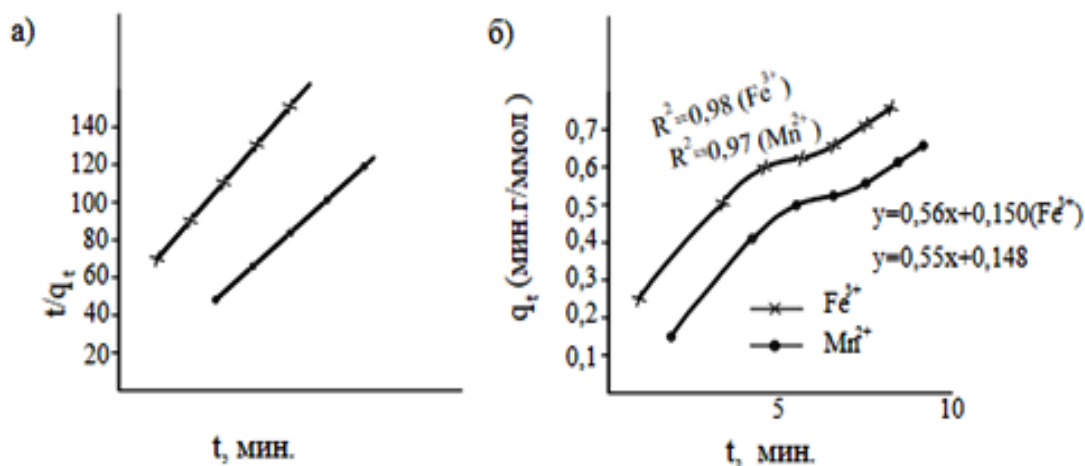 а)
t/qt
140
120
100
80
60
40
20
t, мин.
б)
qt (мин.г/ммол)
0,7
0,6
0,5
0,4
0,3
0,2
0,1
R²=0,98 (Fe³⁺)
R²=0,97 (Mn²⁺)
y=0,56x+0,150(Fe³⁺)
y=0,55x+0,148
Fe³⁺
Mn²⁺
5
10
t, мин.